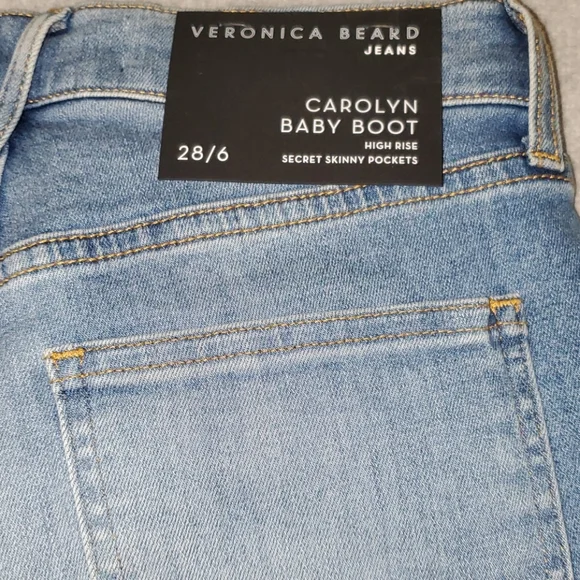 VERONICA BEARD
JEANS
CAROLYN
BABY BOOT
HIGH RISE
28/6
SECRET SKINNY POCKETS